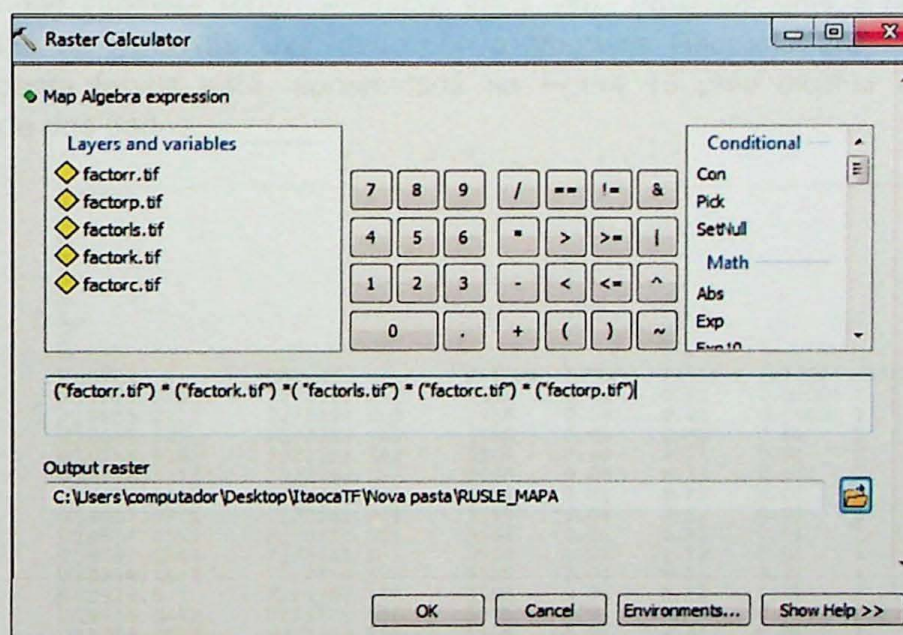 Raster Calculator
Map Algebra expression
Layers and variables
factorr.tif
factorp.tif
factorls.tif
factork.tif
factorc.tif
7 8 9 / == != &
4 5 6 * > >= |
1 2 3 - < <= ^
0 . + ( ) ~
Conditional
Con
Pick
SetNull
Math
Abs
Exp
Exp10
("factorr.tif") * ("factork.tif") *( "factorls.tif") * ("factorc.tif") * ("factorp.tif")
Output raster
C:\Users\computador\Desktop\ItaocaTF\Nova pasta\RUSLE_MAPA
OK Cancel Environments... Show Help >>